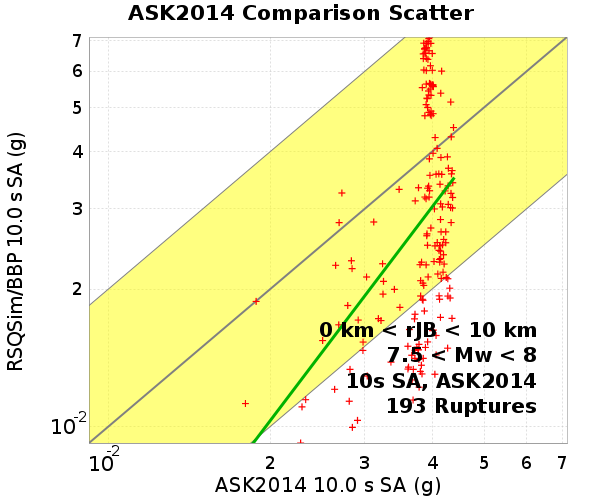 ASK2014 Comparison Scatter
RSQSim/BBP 10.0 s SA (g)
7
6
5
4
3
2
10^-2
0 km < rJB < 10 km
7.5 < Mw < 8
10s SA, ASK2014
193 Ruptures
10^-2 2 3 4 5 6 7
ASK2014 10.0 s SA (g)